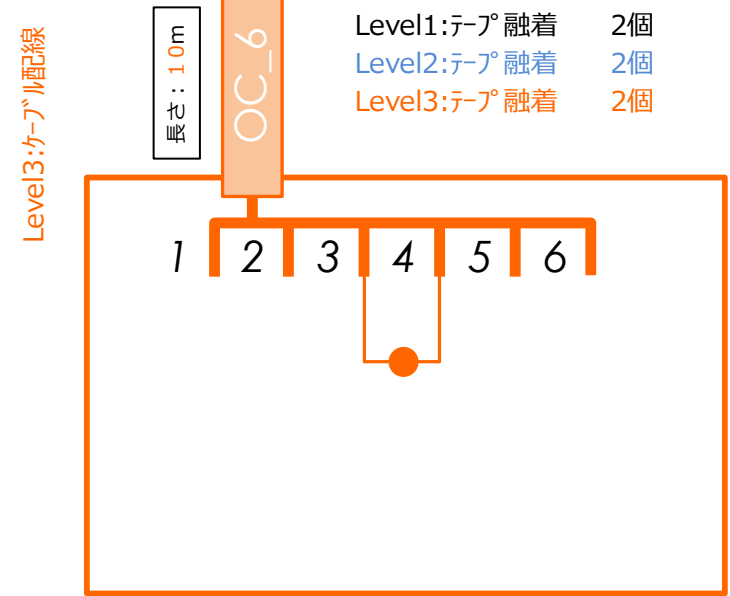 Level3:ｹｰﾌﾞﾙ配線
長さ：10m
OC_6
Level1:ﾃｰﾌﾟ融着 2個
Level2:ﾃｰﾌﾟ融着 2個
Level3:ﾃｰﾌﾟ融着 2個
1 2 3 4 5 6